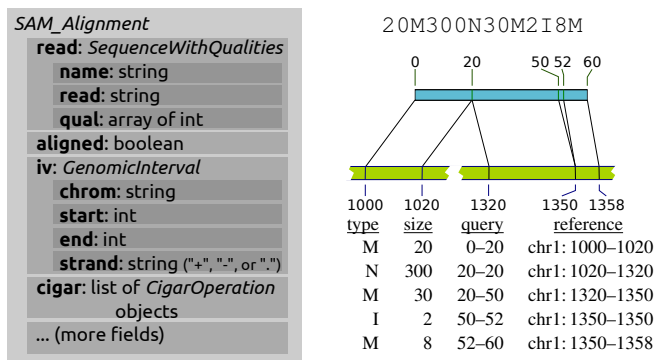 SAM_Alignment
read: SequenceWithQualities
name: string
read: string
qual: array of int
aligned: boolean
iv: GenomicInterval
chrom: string
start: int
end: int
strand: string ("+", "-", or ".")
cigar: list of CigarOperation
objects
... (more fields)
20M300N30M2I8M
0 20 50 52 60
1000 1020 1320 1350 1358
type size query reference
M 20 0–20 chr1: 1000–1020
N 300 20–20 chr1: 1020–1320
M 30 20–50 chr1: 1320–1350
I 2 50–52 chr1: 1350–1350
M 8 52–60 chr1: 1350–1358